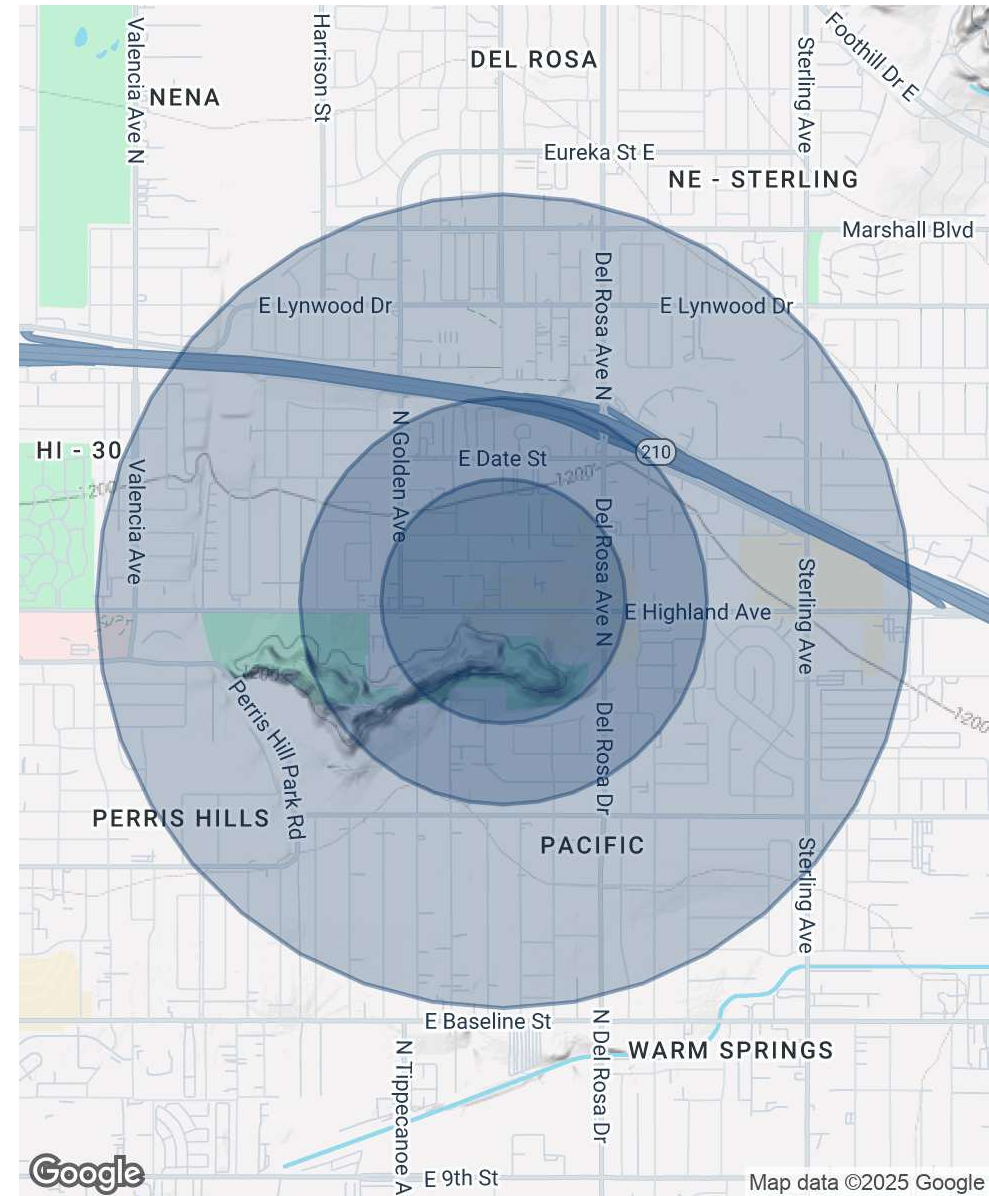 DEL ROSA
Foothill Dr E
Harrison St
Valencia Ave N
Sterling Ave
NENA
Eureka St E
NE - STERLING
Marshall Blvd
Del Rosa Ave N
E Lynwood Dr
E Lynwood Dr
N Golden Ave
HI - 30
210
E Date St
1200
1200
Valencia Ave
Del Rosa Ave N
Sterling Ave
E Highland Ave
1200
Perris Hill Park Rd
Del Rosa Dr
1200
PERRIS HILLS
PACIFIC
Sterling Ave
E Baseline St
N Del Rosa Dr
WARM SPRINGS
N Tippecanoe A
E 9th St
Google
Map data ©2025 Google